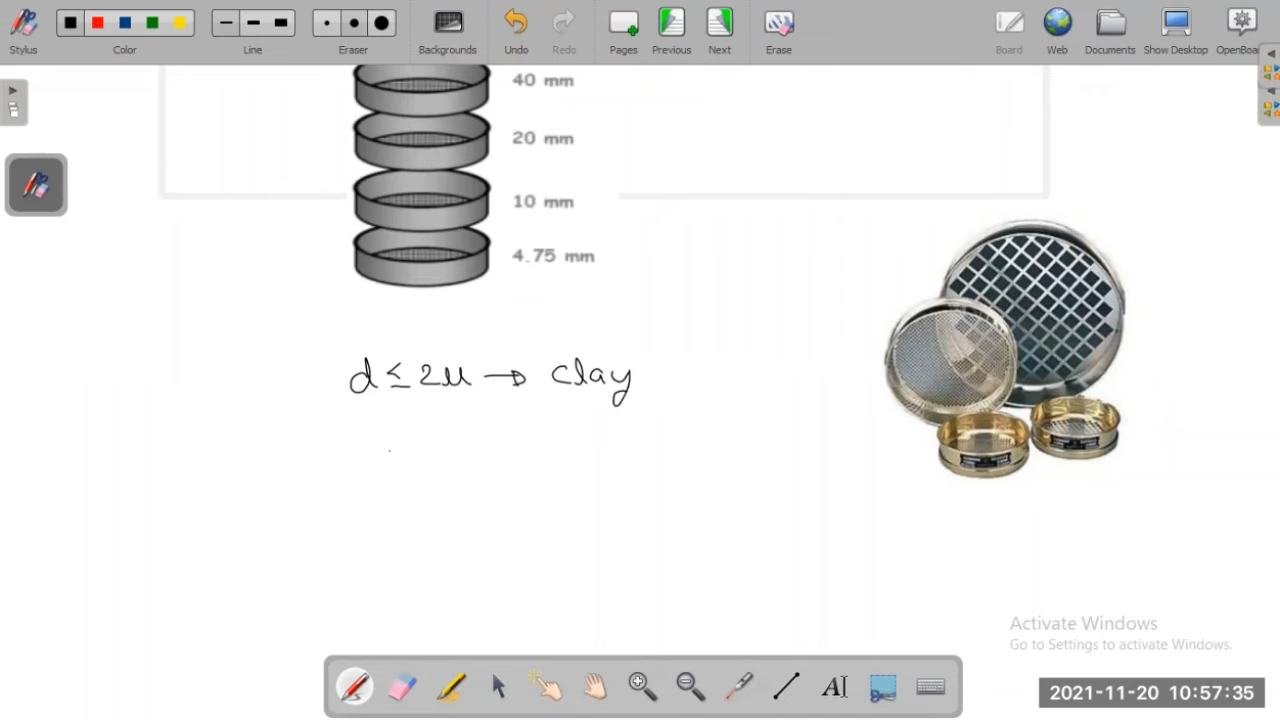 Stylus
Color
Line
Eraser
Backgrounds
Undo
Redo
Pages
Previous
Next
Erase
Board
Web
Documents
Show Desktop
OpenBoa
40 mm
20 mm
10 mm
4.75 mm
d ≤ 2μ → clay
Activate Windows
Go to Settings to activate Windows.
2021-11-20 10:57:35